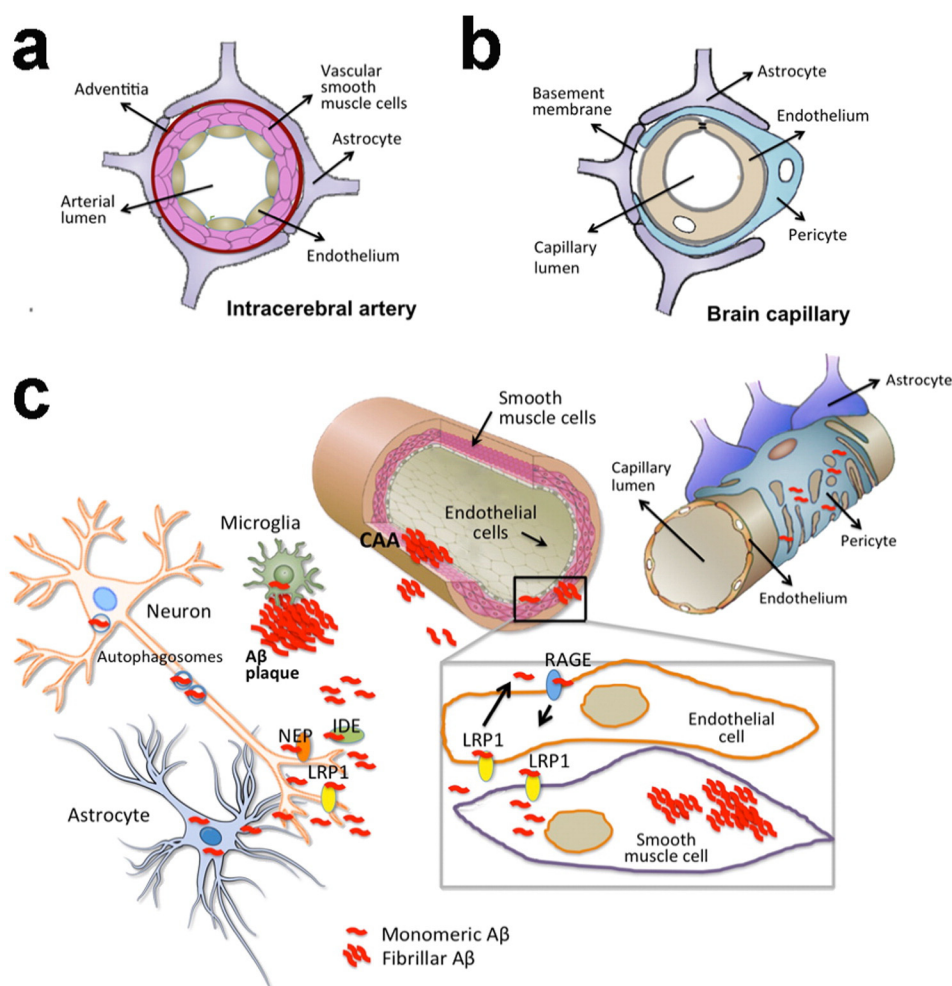 a
Adventitia
Vascular
smooth
muscle cells
Astrocyte
Arterial
lumen
Endothelium
Intracerebral artery
b
Astrocyte
Basement
membrane
Endothelium
Pericyte
Capillary
lumen
Brain capillary
c
Smooth
muscle cells
Astrocyte
Capillary
lumen
Endothelial
cells
CAA
Pericyte
Endothelium
Microglia
Neuron
Autophagosomes
Aβ
plaque
NEP
IDE
LRP1
Astrocyte
RAGE
LRP1
LRP1
Endothelial
cell
Smooth
muscle cell
Monomeric Aβ
Fibrillar Aβ